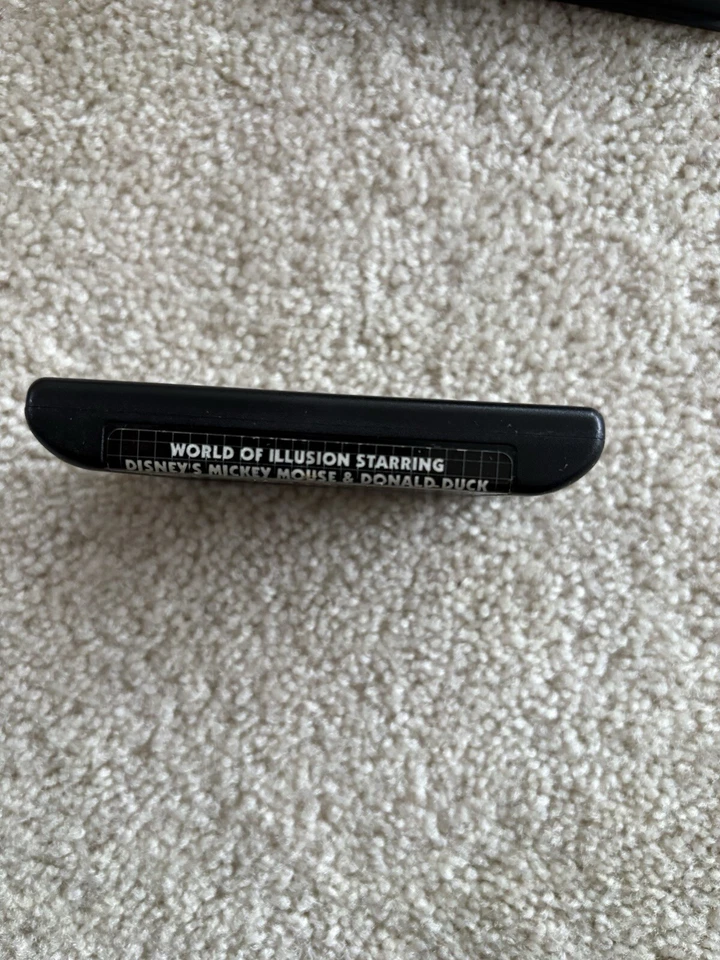 WORLD OF ILLUSION STARRING
DISNEY'S MICKEY MOUSE & DONALD DUCK